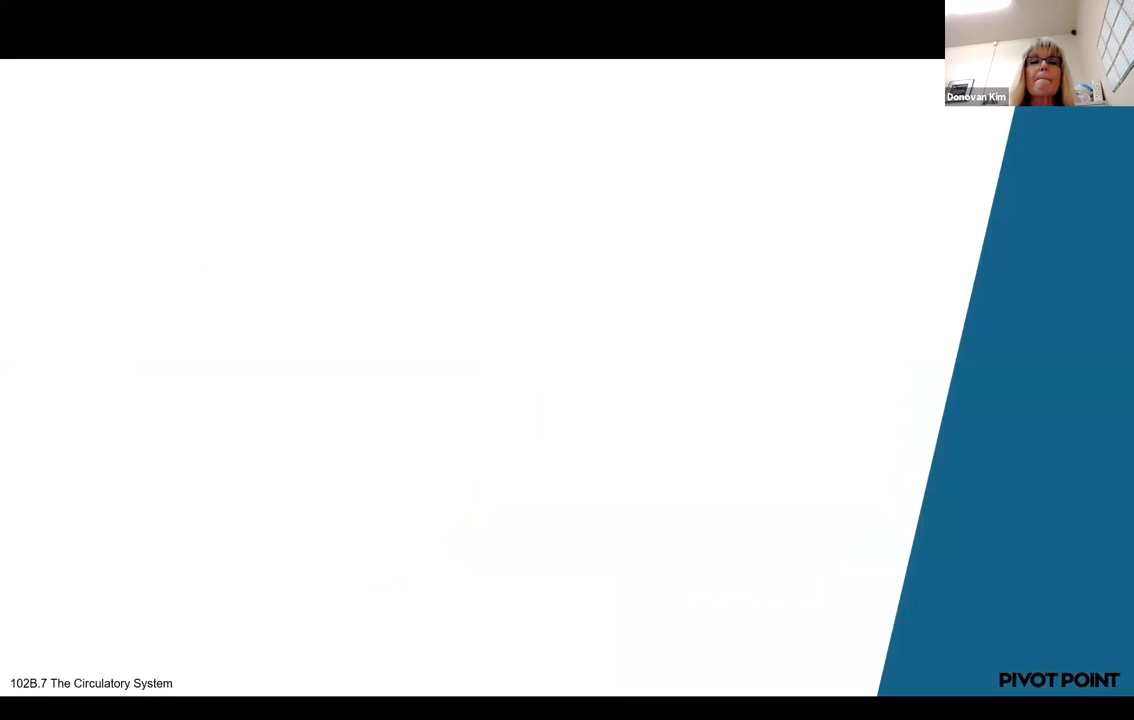 Donovan Kim
102B.7 The Circulatory System
PIVOT POINT